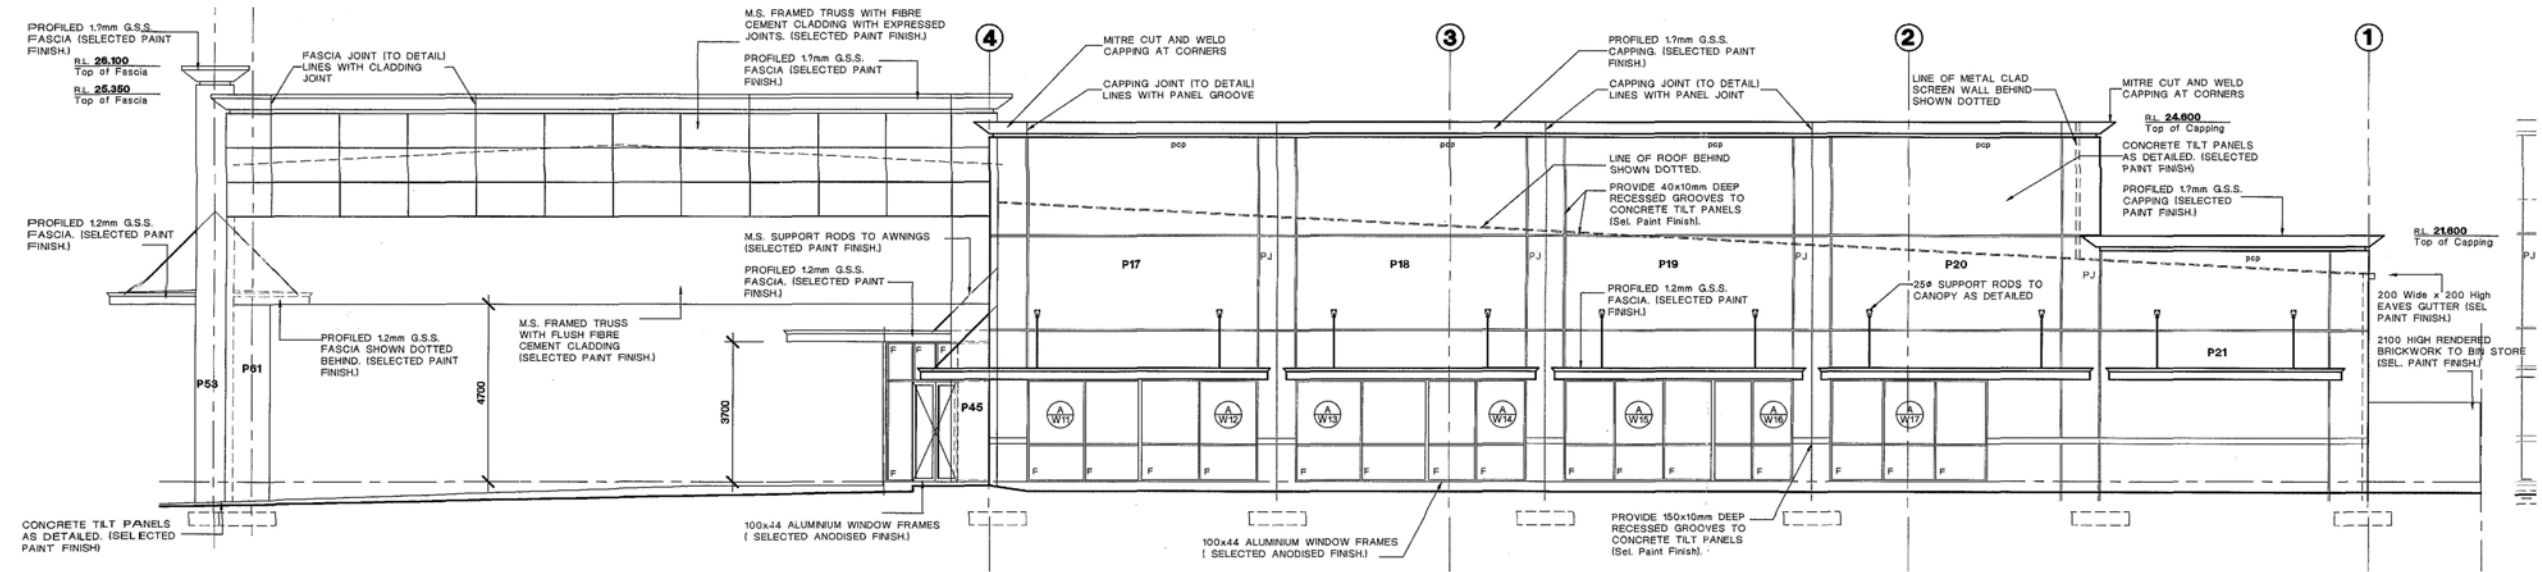 PROFILED 1.?mm G.S.S.
FASCIA (SELECTED PAINT
FINISH.)
R.L. 26.100
Top of Fascia
R.L. 25.350
Top of Fascia
FASCIA JOINT (TO DETAIL)
LINES WITH CLADDING
JOINT
M.S. FRAMED TRUSS WITH FIBRE
CEMENT CLADDING WITH EXPRESSED
JOINTS. (SELECTED PAINT FINISH.)
PROFILED 1.?mm G.S.S.
FASCIA (SELECTED PAINT
FINISH.)
4
MITRE CUT AND WELD
CAPPING AT CORNERS
CAPPING JOINT (TO DETAIL)
LINES WITH PANEL GROOVE
3
PROFILED 1.?mm G.S.S.
CAPPING. (SELECTED PAINT
FINISH.)
CAPPING JOINT (TO DETAIL)
LINES WITH PANEL JOINT
2
LINE OF METAL CLAD
SCREEN WALL BEHIND
SHOWN DOTTED
MITRE CUT AND WELD
CAPPING AT CORNERS
1
R.L. 24.600
Top of Capping
CONCRETE TILT PANELS
AS DETAILED. (SELECTED
PAINT FINISH)
PROFILED 1.?mm G.S.S.
CAPPING (SELECTED
PAINT FINISH.)
R.L. 21.600
Top of Capping
pcp
pcp
pcp
pcp
pcp
LINE OF ROOF BEHIND
SHOWN DOTTED.
PROVIDE 40x10mm DEEP
RECESSED GROOVES TO
CONCRETE TILT PANELS
(Sel. Paint Finish).
PROFILED 1.2mm G.S.S.
FASCIA. (SELECTED PAINT
FINISH.)
M.S. SUPPORT RODS TO AWNINGS
(SELECTED PAINT FINISH.)
PROFILED 1.2mm G.S.S.
FASCIA. (SELECTED PAINT
FINISH.)
P17
PJ
P18
P19
PJ
P20
PJ
PJ
PROFILED 1.2mm G.S.S.
FASCIA. (SELECTED PAINT
FINISH.)
25ø SUPPORT RODS TO
CANOPY AS DETAILED
200 Wide x 200 High
EAVES GUTTER (SEL
PAINT FINISH.)
2100 HIGH RENDERED
BRICKWORK TO BIN STORE
(SEL. PAINT FINISH.)
P21
M.S. FRAMED TRUSS
WITH FLUSH FIBRE
CEMENT CLADDING
(SELECTED PAINT FINISH.)
PROFILED 1.2mm G.S.S.
FASCIA SHOWN DOTTED
BEHIND. (SELECTED PAINT
FINISH.)
P53
P61
4700
3700
F F F
P45
A
W11
A
W12
A
W13
A
W14
A
W15
A
W16
A
W17
F F F F F F F F F F F F F F F F
CONCRETE TILT PANELS
AS DETAILED. (SELECTED
PAINT FINISH)
100x44 ALUMINIUM WINDOW FRAMES
( SELECTED ANODISED FINISH.)
100x44 ALUMINIUM WINDOW FRAMES
( SELECTED ANODISED FINISH.)
PROVIDE 150x10mm DEEP
RECESSED GROOVES TO
CONCRETE TILT PANELS
(Sel. Paint Finish).